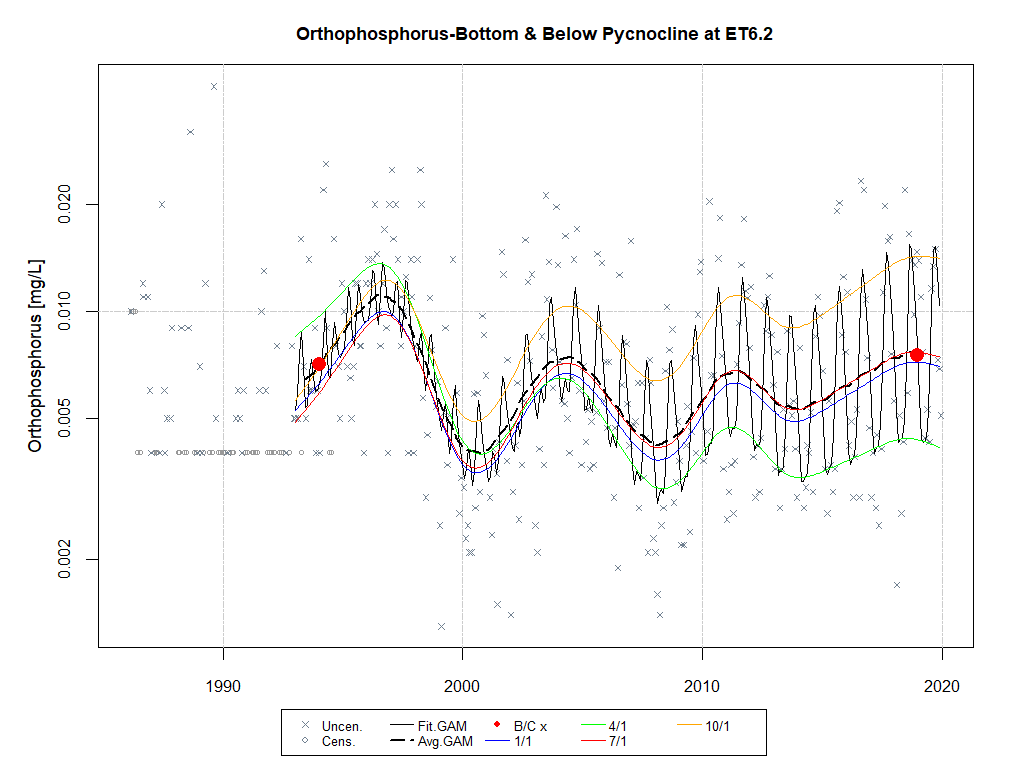 Orthophosphorus-Bottom & Below Pycnocline at ET6.2
Orthophosphorus [mg/L]
0.020
0.010
0.005
0.002
1990 2000 2010 2020
Uncen. Fit.GAM B/C x 4/1 10/1
Cens. Avg.GAM 1/1 7/1